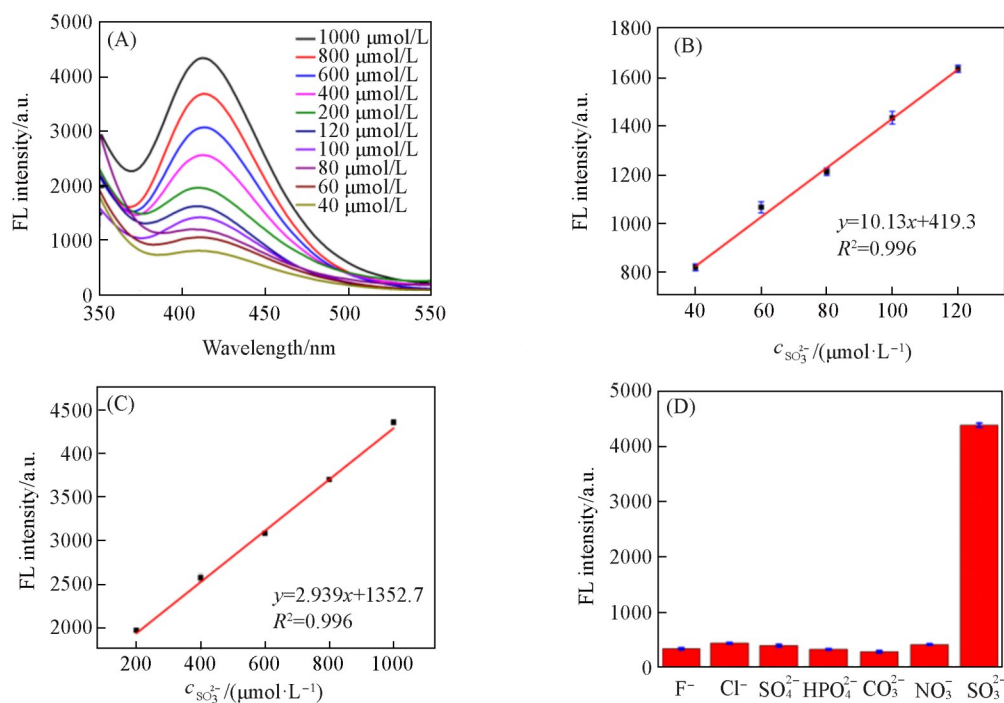 (A)
5000
4000
3000
2000
1000
0
FL intensity/a.u.
1000 μmol/L
800 μmol/L
600 μmol/L
400 μmol/L
200 μmol/L
120 μmol/L
100 μmol/L
80 μmol/L
60 μmol/L
40 μmol/L
350 400 450 500 550
Wavelength/nm
(B)
1800
1600
1400
1200
1000
800
FL intensity/a.u.
y=10.13x+419.3
R²=0.996
40 60 80 100 120
c SO₃²⁻/(μmol·L⁻¹)
(C)
4500
4000
3500
3000
2500
2000
FL intensity/a.u.
y=2.939x+1352.7
R²=0.996
200 400 600 800 1000
c SO₃²⁻/(μmol·L⁻¹)
(D)
5000
4000
3000
2000
1000
0
FL intensity/a.u.
F⁻ Cl⁻ SO₄²⁻ HPO₄²⁻ CO₃²⁻ NO₃⁻ SO₃²⁻